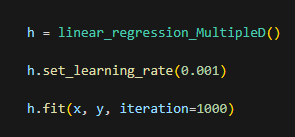 h = linear_regression_MultipleD()
h.set_learning_rate(0.001)
h.fit(x, y, iteration=1000)